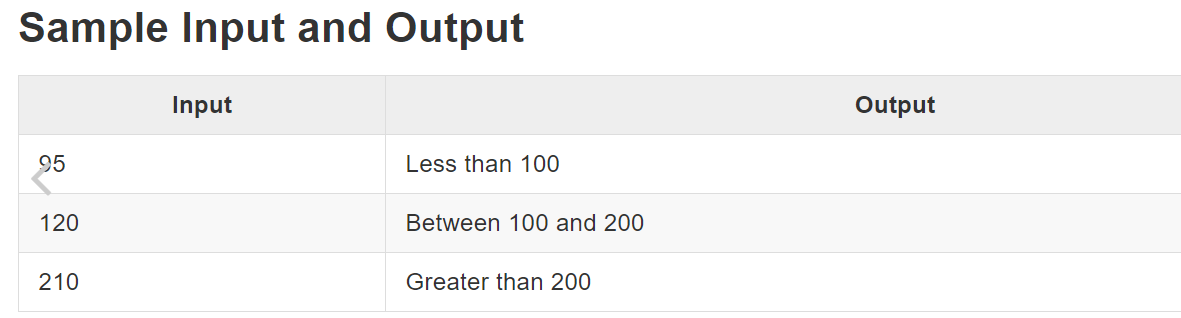 Sample Input and Output
Input Output
95 Less than 100
120 Between 100 and 200
210 Greater than 200